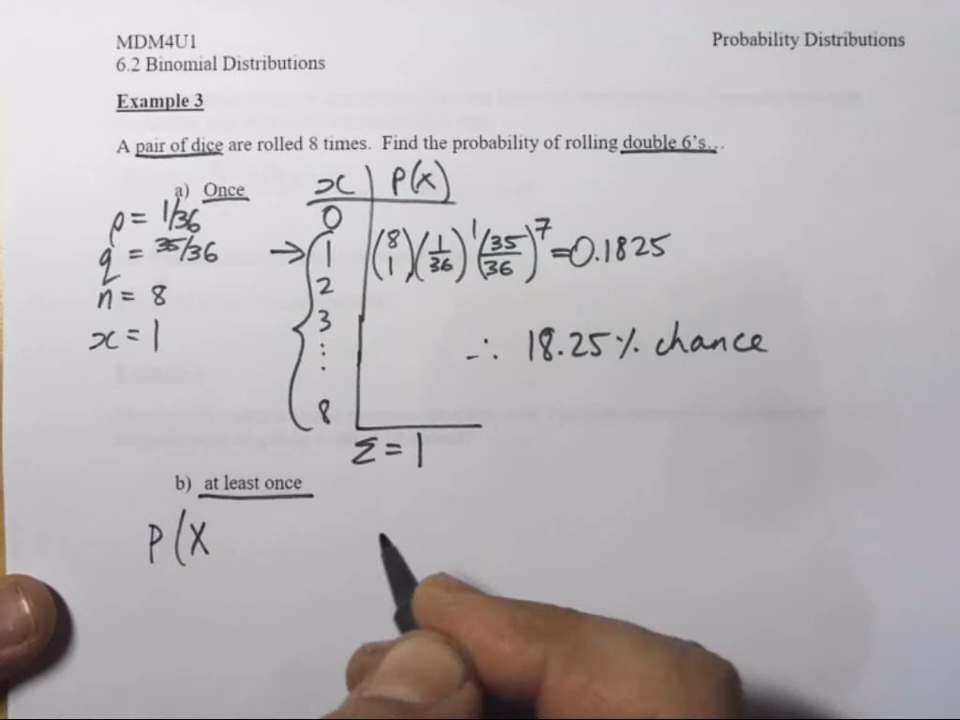 MDM4U1 Probability Distributions
6.2 Binomial Distributions
Example 3
A pair of dice are rolled 8 times. Find the probability of rolling double 6's…
a) Once
p = 1/36
q = 35/36
n = 8
x = 1
x P(x)
0
→ 1 (8 1)(1/36)^1(35/36)^7 = 0.1825
2
3
⋮
8
∴ 18.25% chance
Σ = 1
b) at least once
P(X